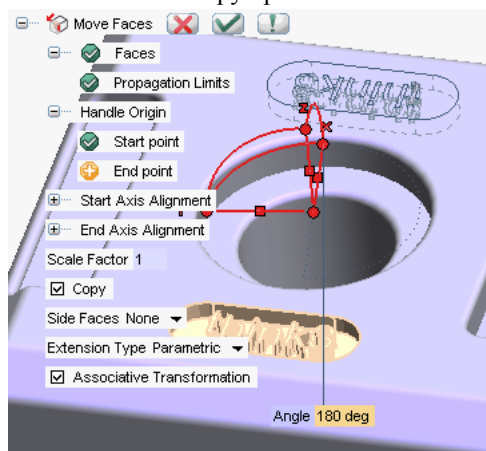 Move Faces
Faces
Propagation Limits
Handle Origin
Start point
End point
Start Axis Alignment
End Axis Alignment
Scale Factor 1
Copy
Side Faces None
Extension Type Parametric
Associative Transformation
Angle 180 deg
z
x